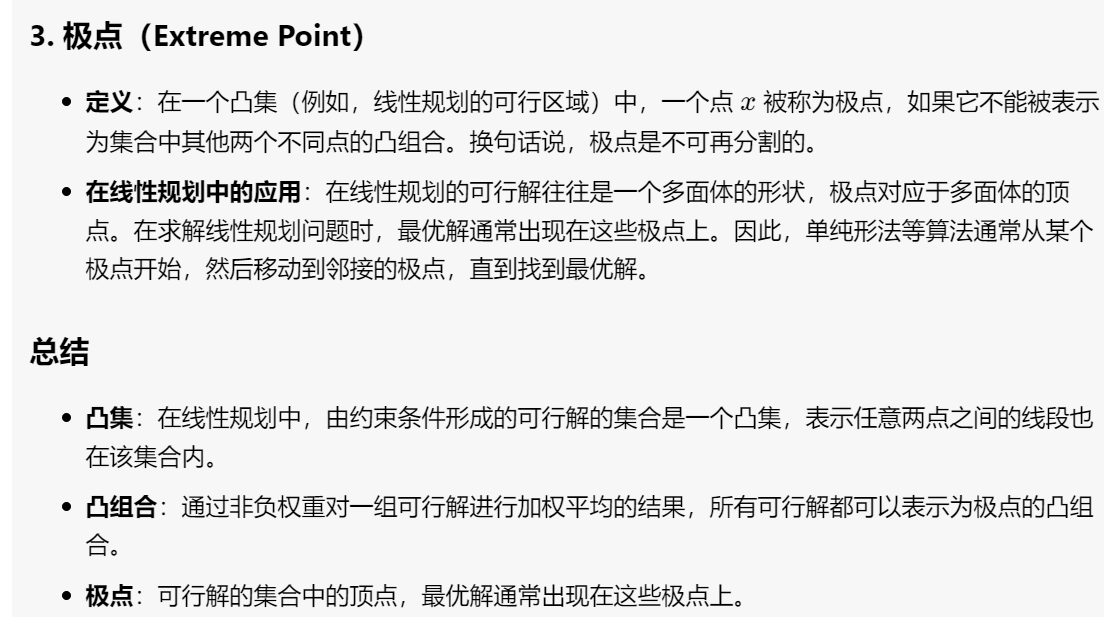 3. 极点（Extreme Point）
• 定义：在一个凸集（例如，线性规划的可行区域）中，一个点 x 被称为极点，如果它不能被表示
为集合中其他两个不同点的凸组合。换句话说，极点是不可再分割的。
• 在线性规划中的应用：在线性规划的可行解往往是一个多面体的形状，极点对应于多面体的顶
点。在求解线性规划问题时，最优解通常出现在这些极点上。因此，单纯形法等算法通常从某个
极点开始，然后移动到邻接的极点，直到找到最优解。
总结
• 凸集：在线性规划中，由约束条件形成的可行解的集合是一个凸集，表示任意两点之间的线段也
在该集合内。
• 凸组合：通过非负权重对一组可行解进行加权平均的结果，所有可行解都可以表示为极点的凸组
合。
• 极点：可行解的集合中的顶点，最优解通常出现在这些极点上。